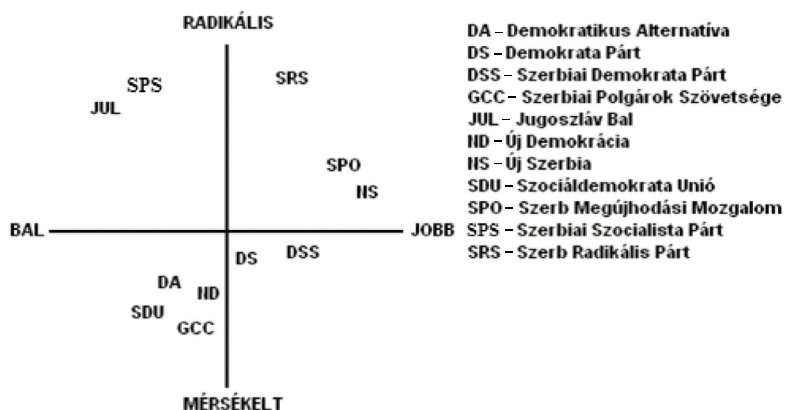 RADIKÁLIS
SPS
SRS
JUL
SPO
NS
BAL
JOBB
DS
DSS
DA
ND
SDU
GCC
MÉRSÉKELT
DA – Demokratikus Alternatíva
DS – Demokrata Párt
DSS – Szerbiai Demokrata Párt
GCC – Szerbiai Polgárok Szövetsége
JUL – Jugoszláv Bal
ND – Új Demokrácia
NS – Új Szerbia
SDU – Szociáldemokrata Unió
SPO – Szerb Megújhodási Mozgalom
SPS – Szerbiai Szocialista Párt
SRS – Szerb Radikális Párt